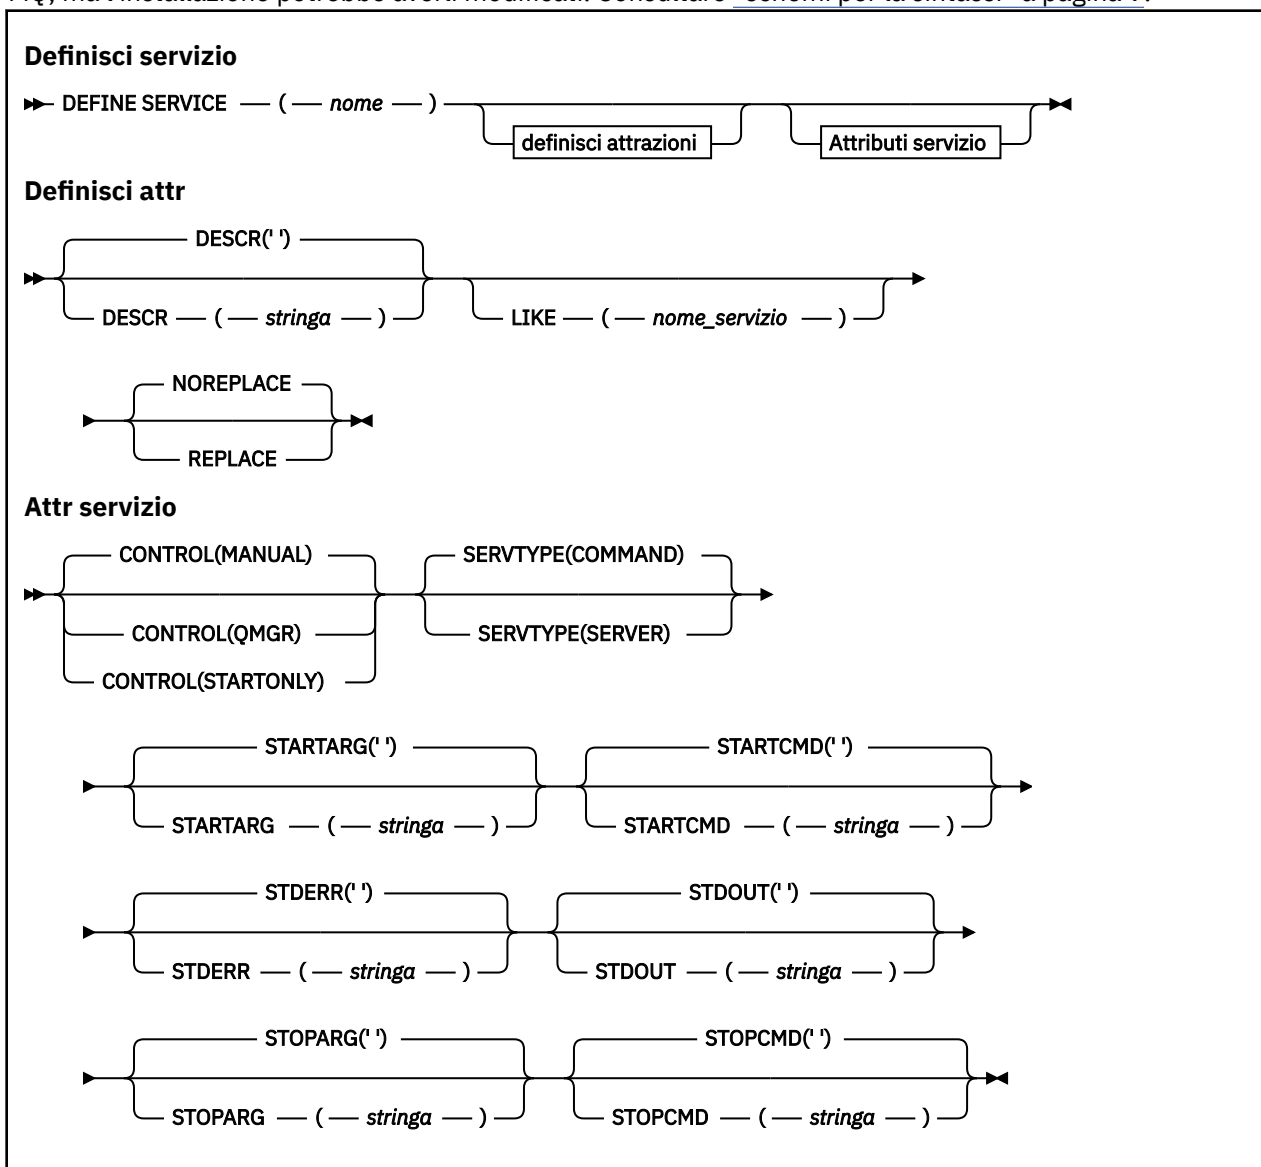 MQ, ma l'installazione potrebbe averli modificati. Consultare "Schemi per la sintassi" a pagina 7.
Definisci servizio
DEFINE SERVICE ( nome )
definisci attrazioni Attributi servizio
Definisci attr
DESCR(' ')
DESCR ( stringa ) LIKE ( nome_servizio )
NOREPLACE
REPLACE
Attr servizio
CONTROL(MANUAL) SERVTYPE(COMMAND)
CONTROL(QMGR) SERVTYPE(SERVER)
CONTROL(STARTONLY)
STARTARG(' ') STARTCMD(' ')
STARTARG ( stringa ) STARTCMD ( stringa )
STDERR(' ') STDOUT(' ')
STDERR ( stringa ) STDOUT ( stringa )
STOPARG(' ') STOPCMD(' ')
STOPARG ( stringa ) STOPCMD ( stringa )